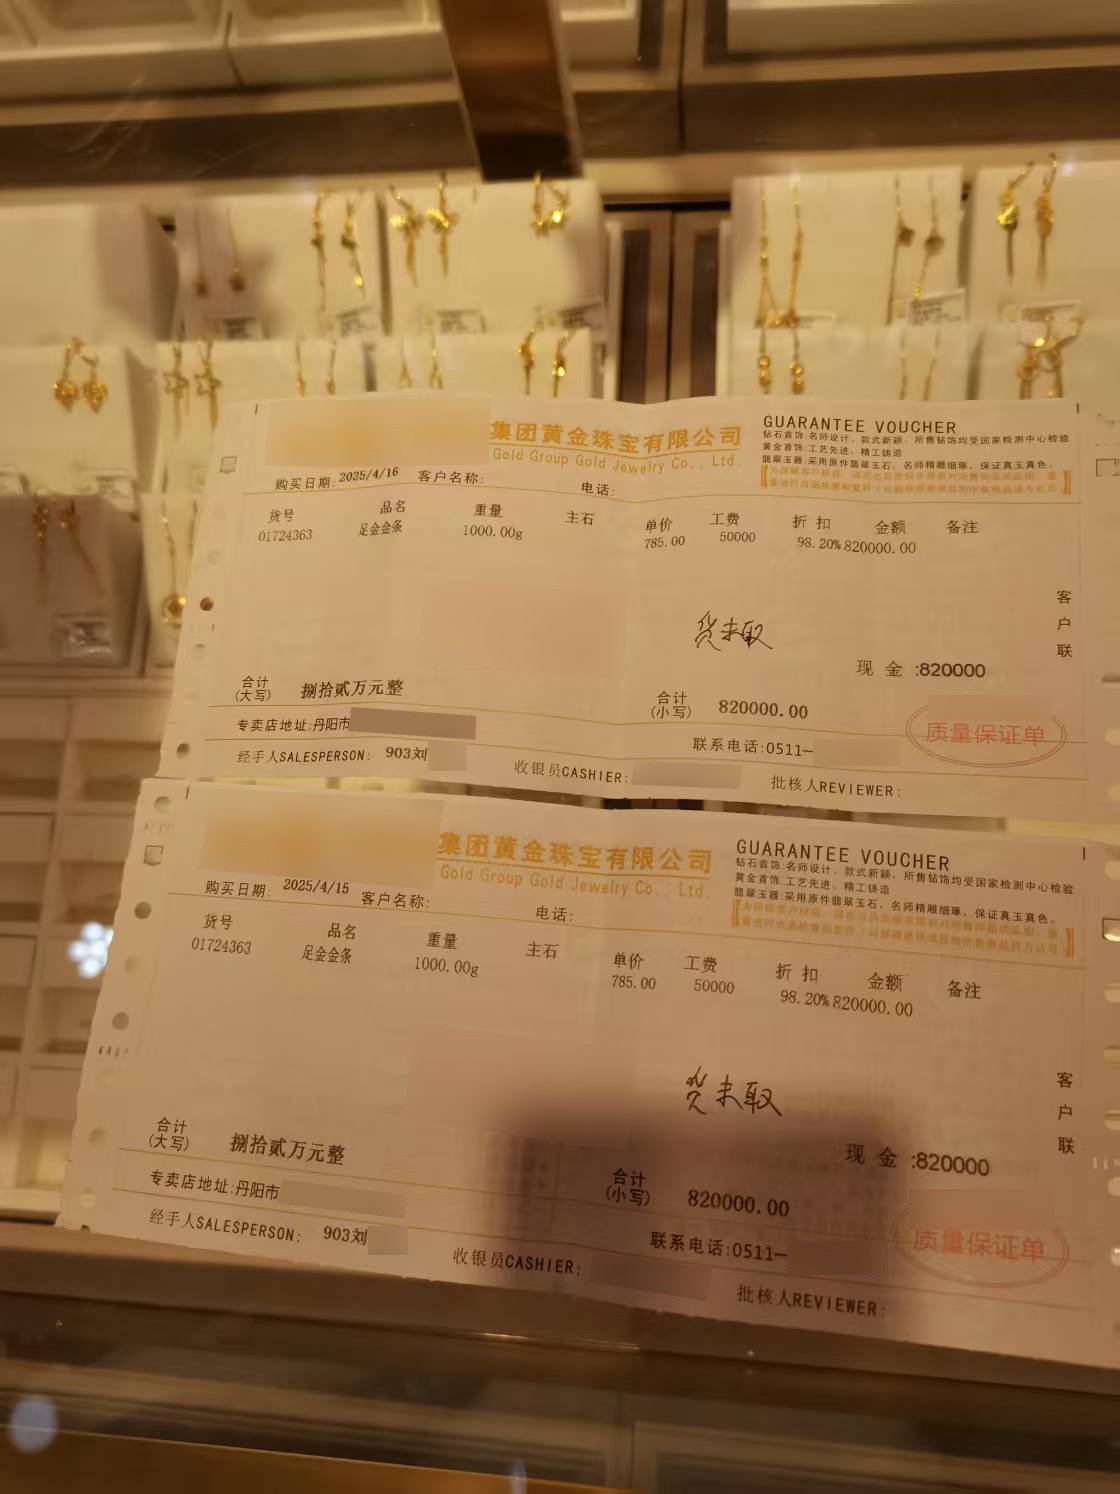 集团黄金珠宝有限公司
Gold Group Gold Jewelry Co., Ltd.
GUARANTEE VOUCHER
钻石首饰:名师设计、款式新颖，所售钻饰均受国家检测中心检验
黄金首饰:工艺先进、精工铸造
翡翠玉器:采用原件翡翠玉石，名师精雕细琢，保证真玉真色。
购买日期: 2025/4/16 客户名称: 电话:
货号 品名 重量 主石 单价 工费 折扣 金额 备注
01724363 足金金条 1000.00g 785.00 50000 98.20% 820000.00
货未取
客户联
现 金 :820000
合计(大写) 捌拾贰万元整 合计(小写) 820000.00
专卖店地址:丹阳市 联系电话:0511—
质量保证单
经手人SALESPERSON: 903刘 收银员CASHIER: 批核人REVIEWER:
集团黄金珠宝有限公司
Gold Group Gold Jewelry Co., Ltd.
GUARANTEE VOUCHER
钻石首饰:名师设计、款式新颖，所售钻饰均受国家检测中心检验
黄金首饰:工艺先进、精工铸造
翡翠玉器:采用原件翡翠玉石，名师精雕细琢，保证真玉真色。
购买日期: 2025/4/15 客户名称: 电话:
货号 品名 重量 主石 单价 工费 折扣 金额 备注
01724363 足金金条 1000.00g 785.00 50000 98.20% 820000.00
货未取
客户联
现 金 :820000
合计(大写) 捌拾贰万元整 合计(小写) 820000.00
专卖店地址:丹阳市 联系电话:0511—
质量保证单
经手人SALESPERSON: 903刘 收银员CASHIER: 批核人REVIEWER: